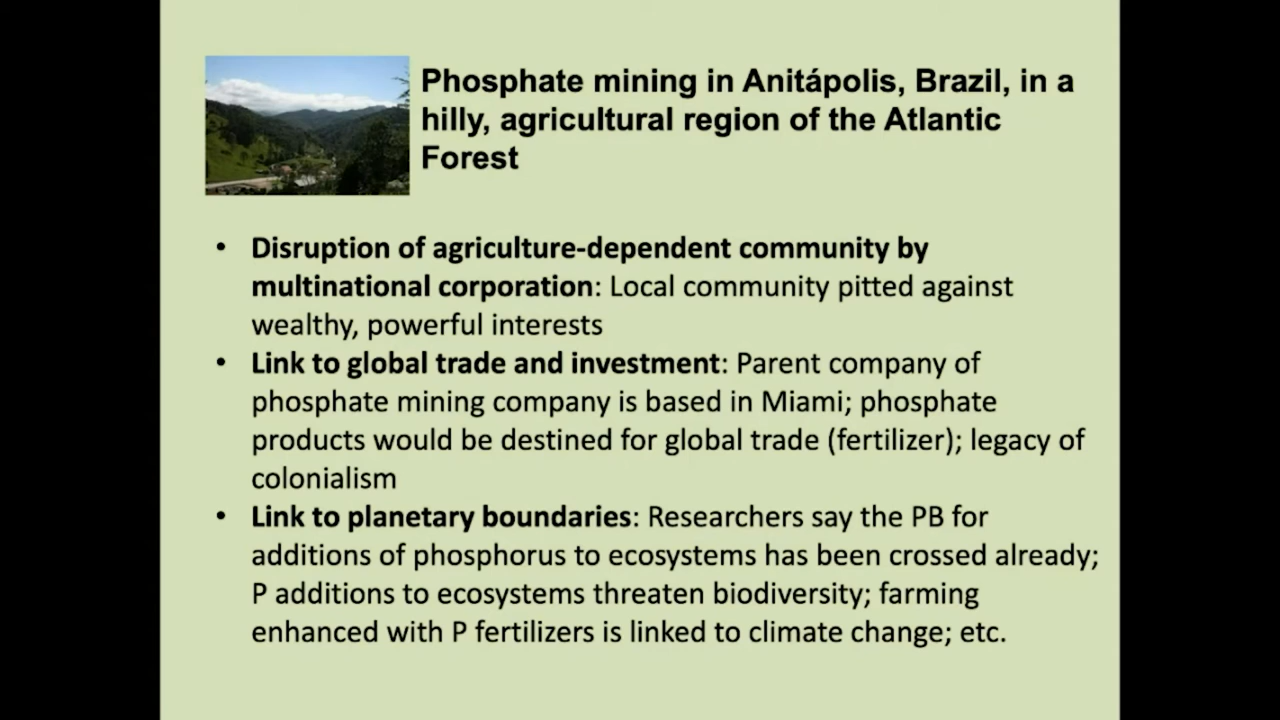 Phosphate mining in Anitápolis, Brazil, in a
hilly, agricultural region of the Atlantic
Forest
• Disruption of agriculture-dependent community by
multinational corporation: Local community pitted against
wealthy, powerful interests
• Link to global trade and investment: Parent company of
phosphate mining company is based in Miami; phosphate
products would be destined for global trade (fertilizer); legacy of
colonialism
• Link to planetary boundaries: Researchers say the PB for
additions of phosphorus to ecosystems has been crossed already;
P additions to ecosystems threaten biodiversity; farming
enhanced with P fertilizers is linked to climate change; etc.